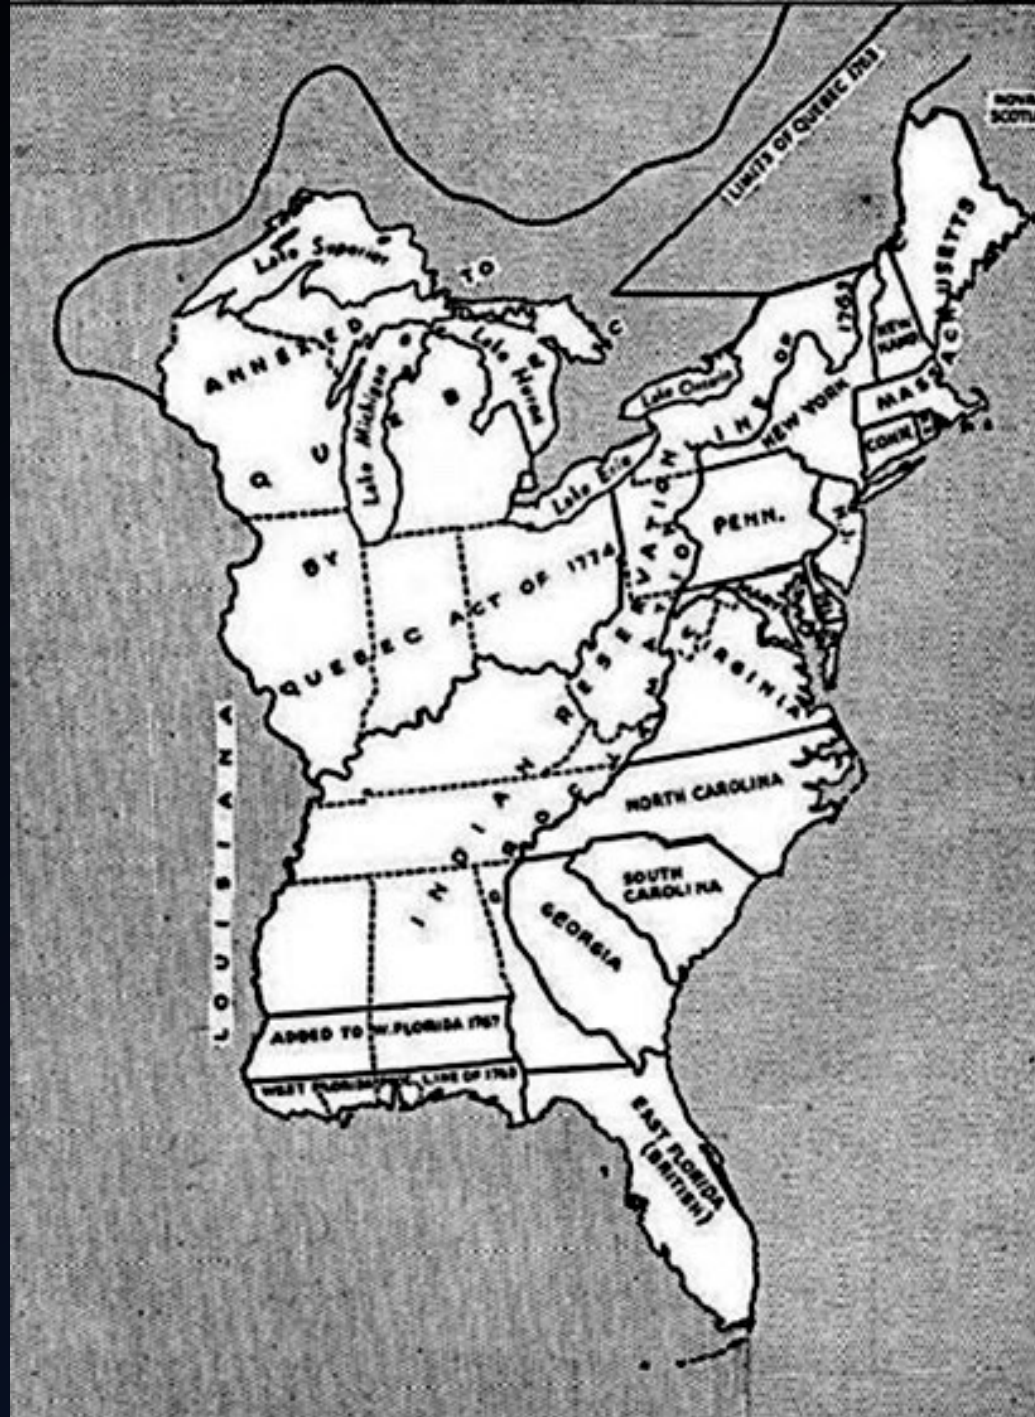 LIMITS OF QUEBEC 1763
NOVA
SCOTIA
Lake Superior
TO
ANNEXED
QUEBEC
Lake Michigan
Lake Huron
Lake Ontario
Lake Erie
BY
QUEBEC ACT OF 1774
LINE OF 1763
NEW YORK
NEW
HAMP.
MASSACHUSETTS
MASS
CONN.
R.I.
PENN.
N.J.
MARY
VIRGINIA
INDIAN RESERVATION
PROCLAMATION
LOUISIANA
NORTH CAROLINA
SOUTH
CAROLINA
GEORGIA
ADDED TO W. FLORIDA 1767
WEST FLORIDA LINE OF 1763
EAST FLORIDA
(BRITISH)